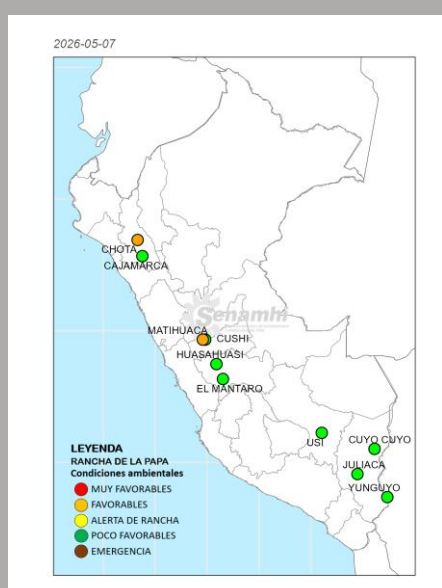 2026-05-07
CHOTA
CAJAMARCA
Senamhi
MATIHUACA
CUSHI
HUASAHUASI
EL MANTARO
USI
CUYO CUYO
JULIACA
YUNGUYO
LEYENDA
RANCHA DE LA PAPA
Condiciones ambientales
MUY FAVORABLES
FAVORABLES
ALERTA DE RANCHA
POCO FAVORABLES
EMERGENCIA